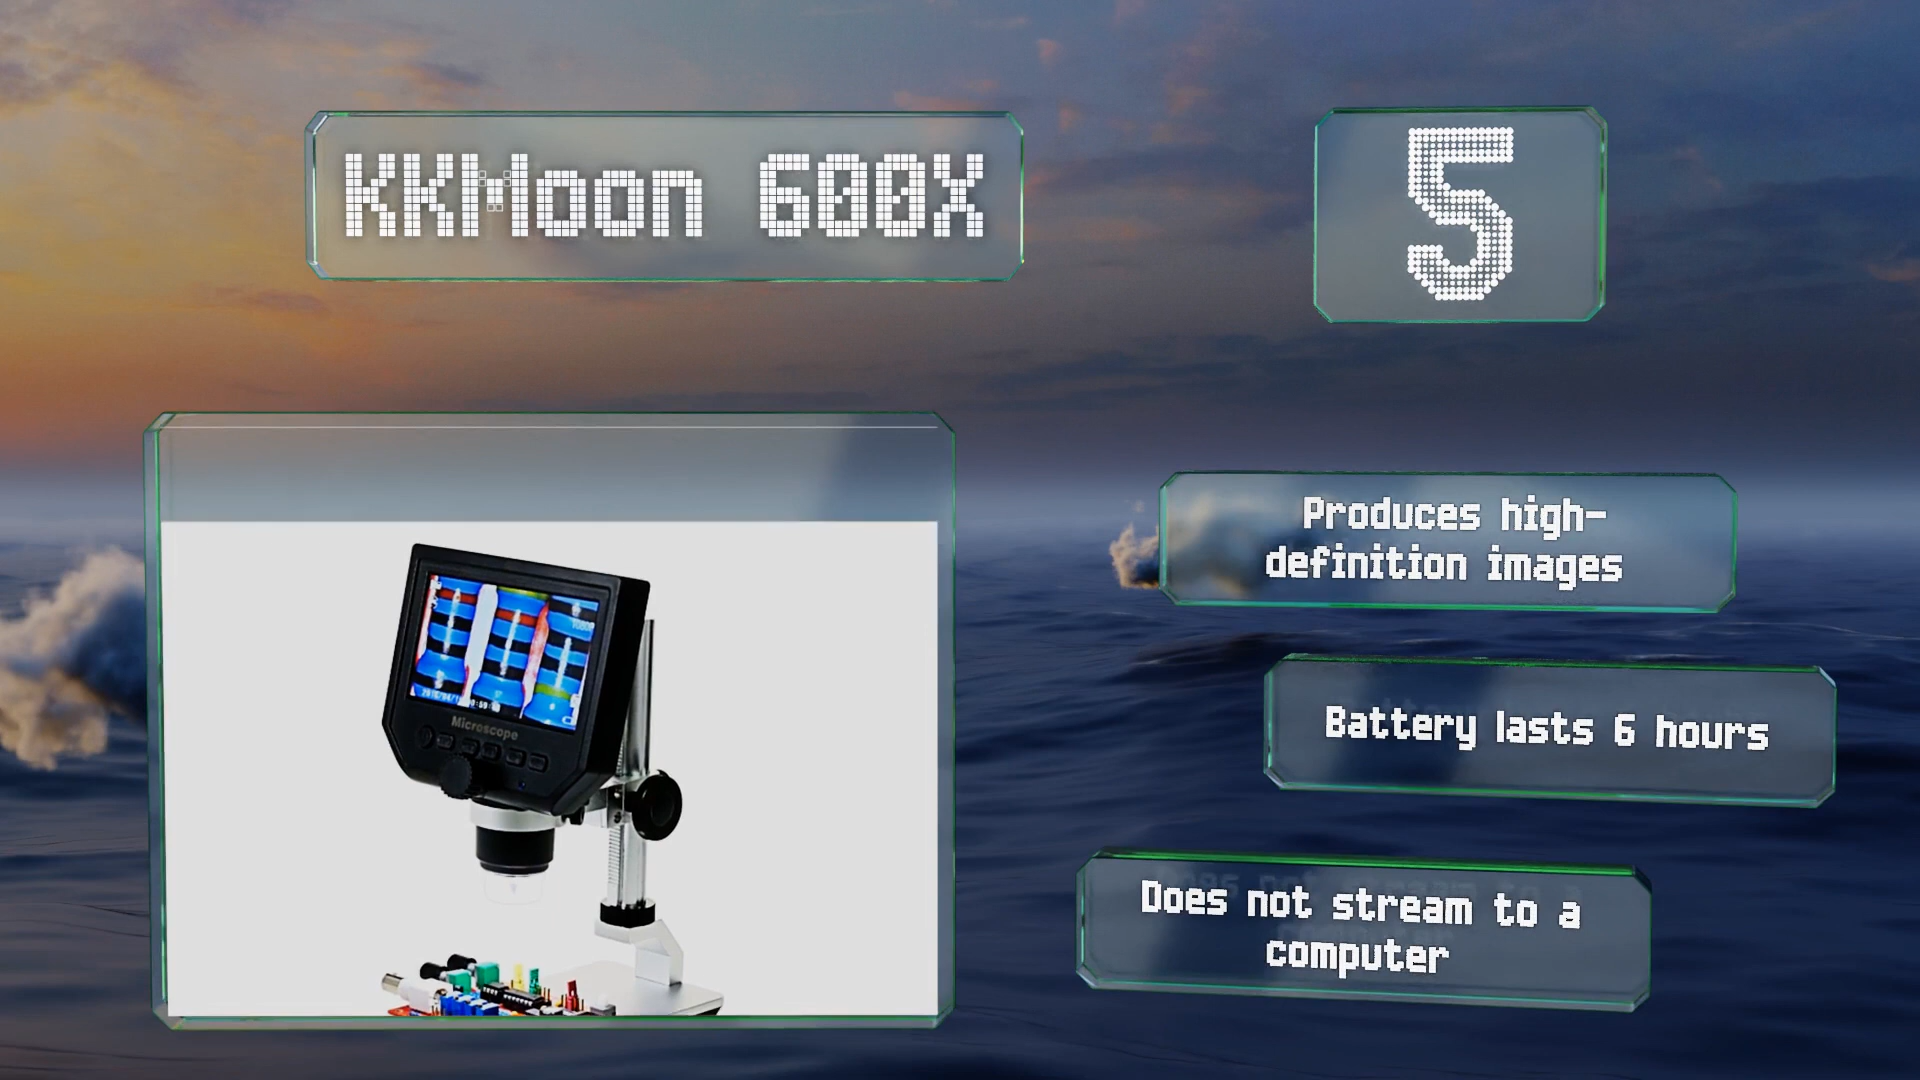 KKMoon 600X
5
Produces high-
definition images
Battery lasts 6 hours
Does not stream to a
computer
Microscope